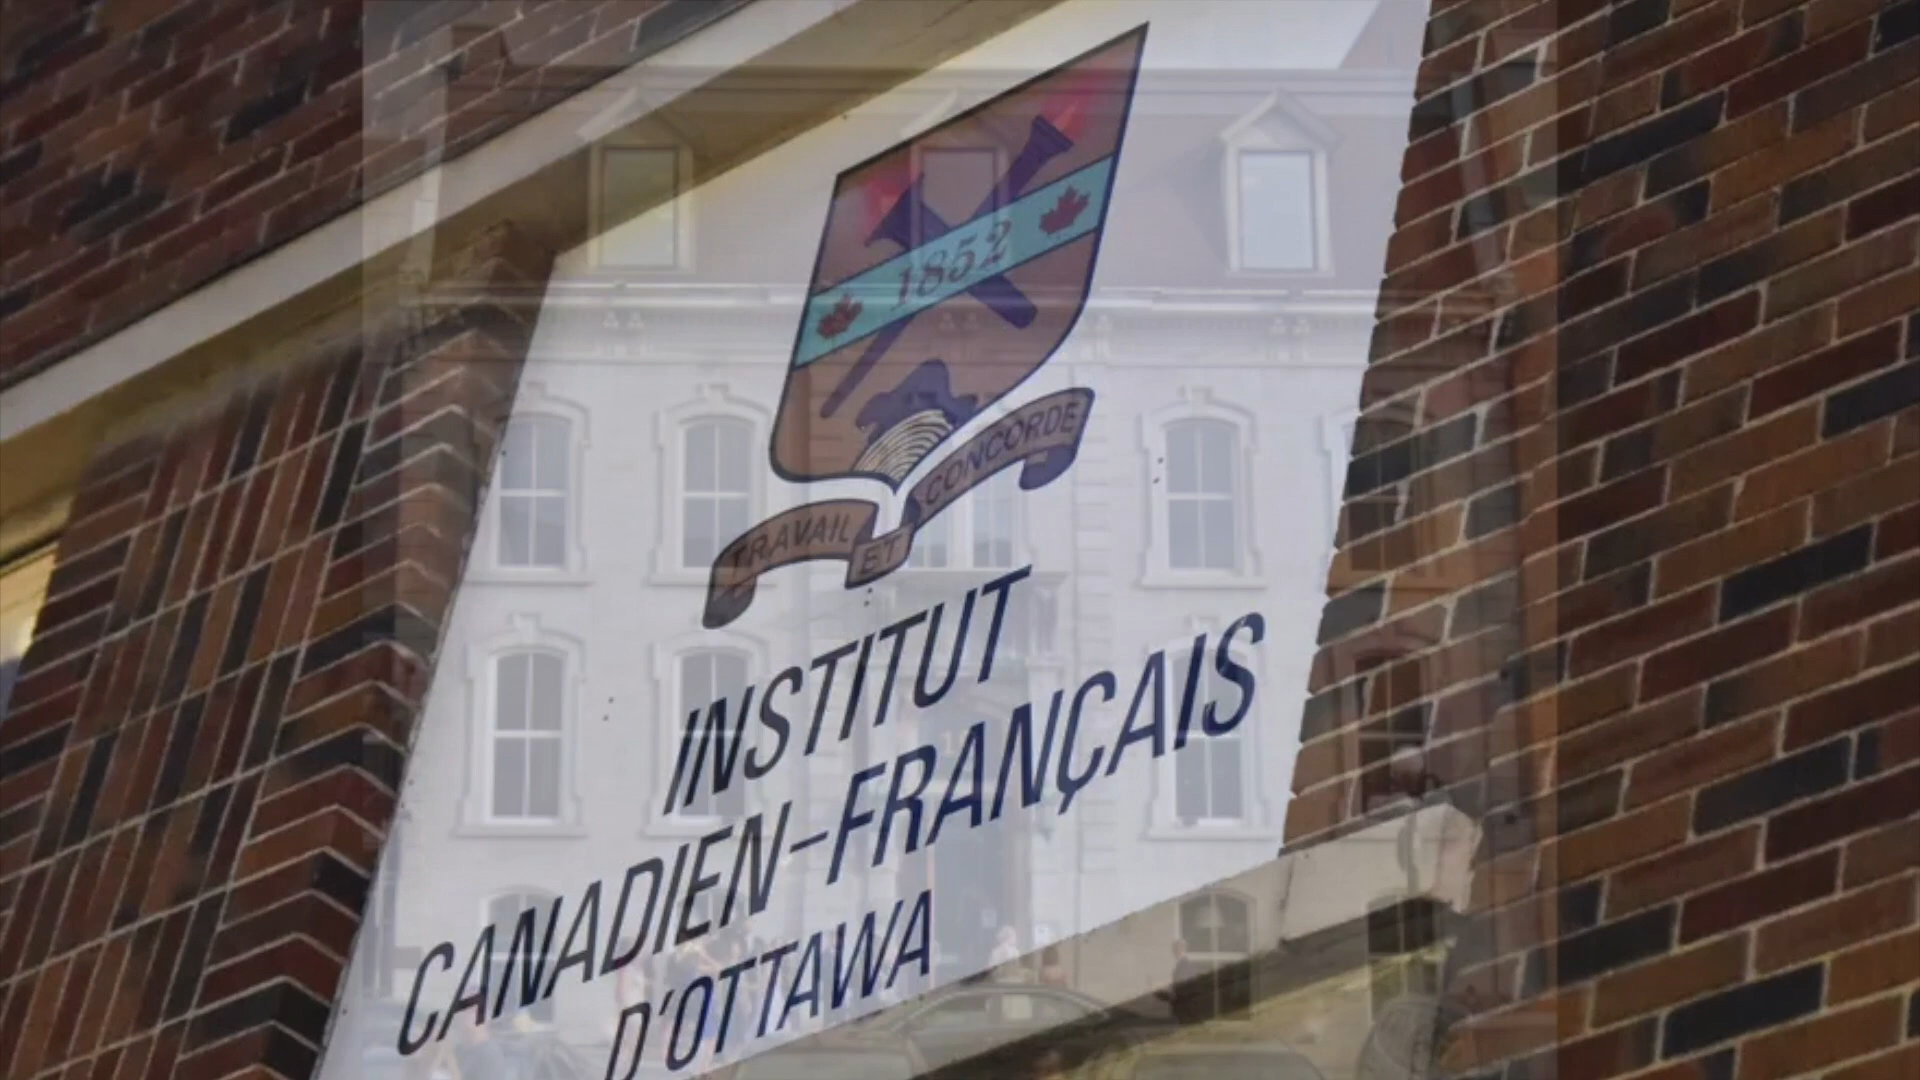 1852
TRAVAIL ET CONCORDE
INSTITUT
CANADIEN-FRANÇAIS
D'OTTAWA